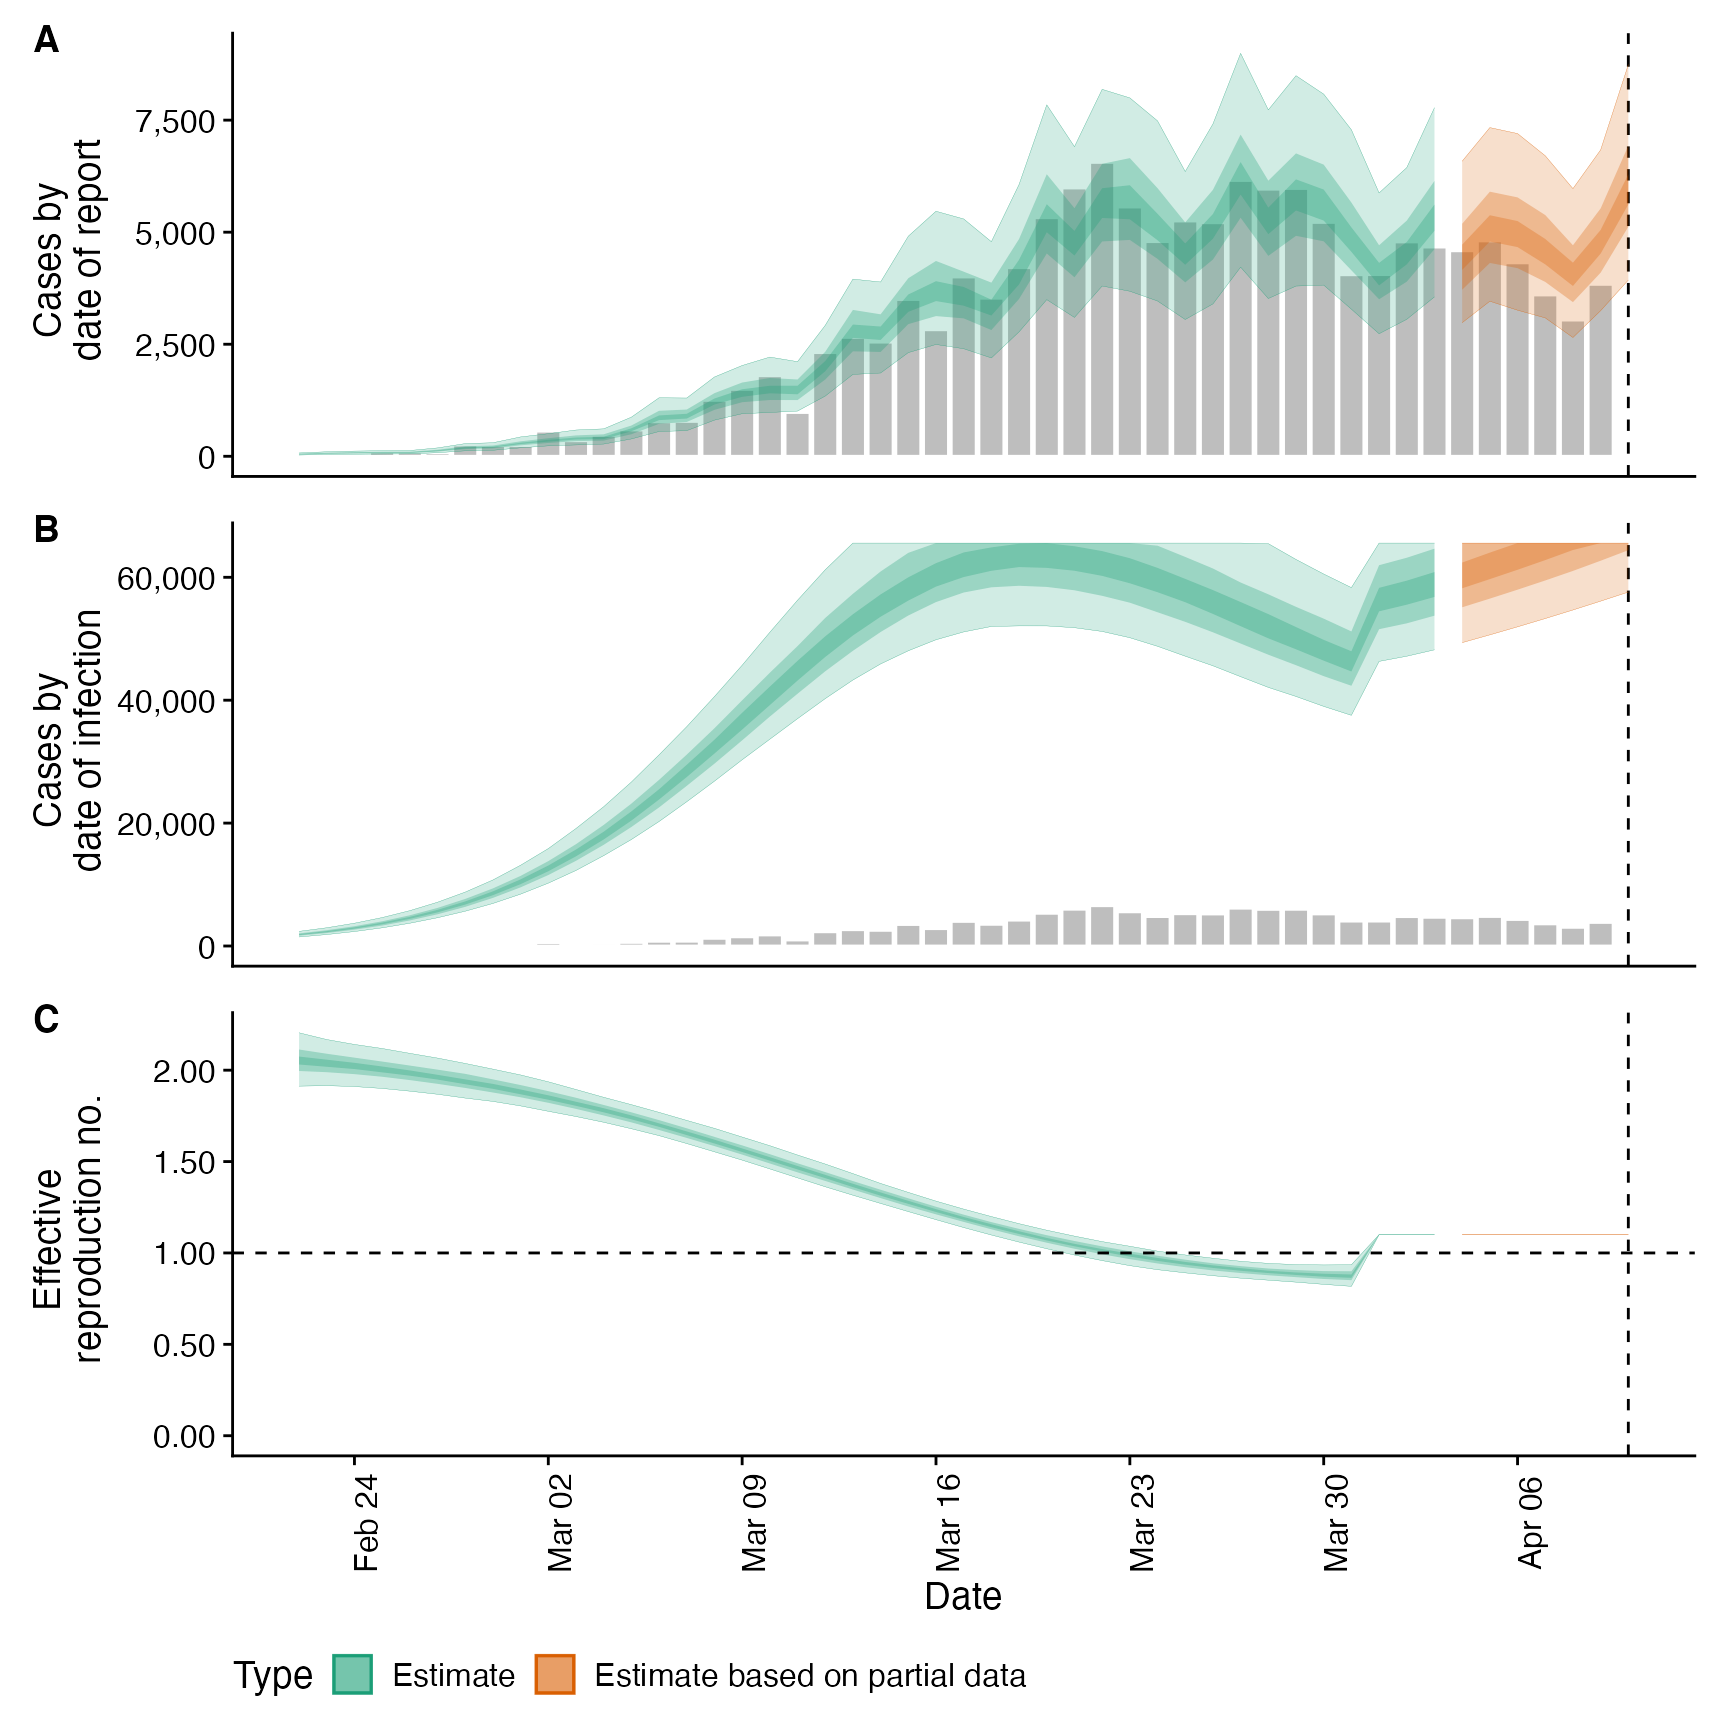 A
Cases by
date of report
7,500
5,000
2,500
0
B
Cases by
date of infection
60,000
40,000
20,000
0
C
Effective
reproduction no.
2.00
1.50
1.00
0.50
0.00
Feb 24
Mar 02
Mar 09
Mar 16
Mar 23
Mar 30
Apr 06
Date
Type
Estimate
Estimate based on partial data